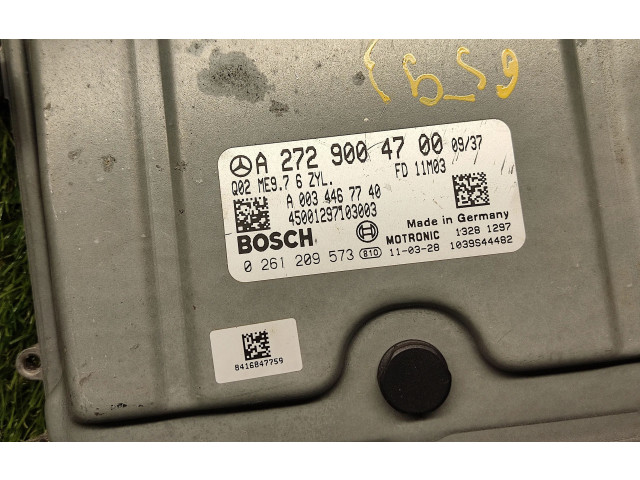 A 272 900 47 00 09/37
Q02 ME9.7 6 ZYL. FD 11M03
A 003 446 77 40
45001297103003
Made in Germany
BOSCH MOTRONIC 1328 1297
0 261 209 573 810 11-03-28 1039S44482
8416847759